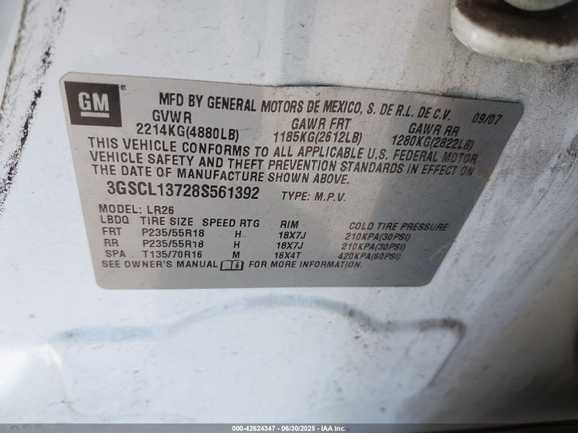 GM
MFD BY GENERAL MOTORS DE MEXICO, S. DE R.L. DE C.V. 09/07
GVWR GAWR FRT GAWR RR
2214KG(4880LB) 1185KG(2612LB) 1280KG(2822LB)
THIS VEHICLE CONFORMS TO ALL APPLICABLE U.S. FEDERAL MOTOR
VEHICLE SAFETY AND THEFT PREVENTION STANDARDS IN EFFECT ON
THE DATE OF MANUFACTURE SHOWN ABOVE.
3GSCL13728S561392 TYPE: M.P.V.
MODEL: LR26
LBDQ TIRE SIZE SPEED RTG RIM COLD TIRE PRESSURE
FRT P235/55R18 H 18X7J 210KPA(30PSI)
RR P235/55R18 H 18X7J 210KPA(30PSI)
SPA T135/70R16 M 16X4T 420KPA(60PSI)
SEE OWNER'S MANUAL FOR MORE INFORMATION.
000-42624347 - 06/30/2025 - IAA Inc.